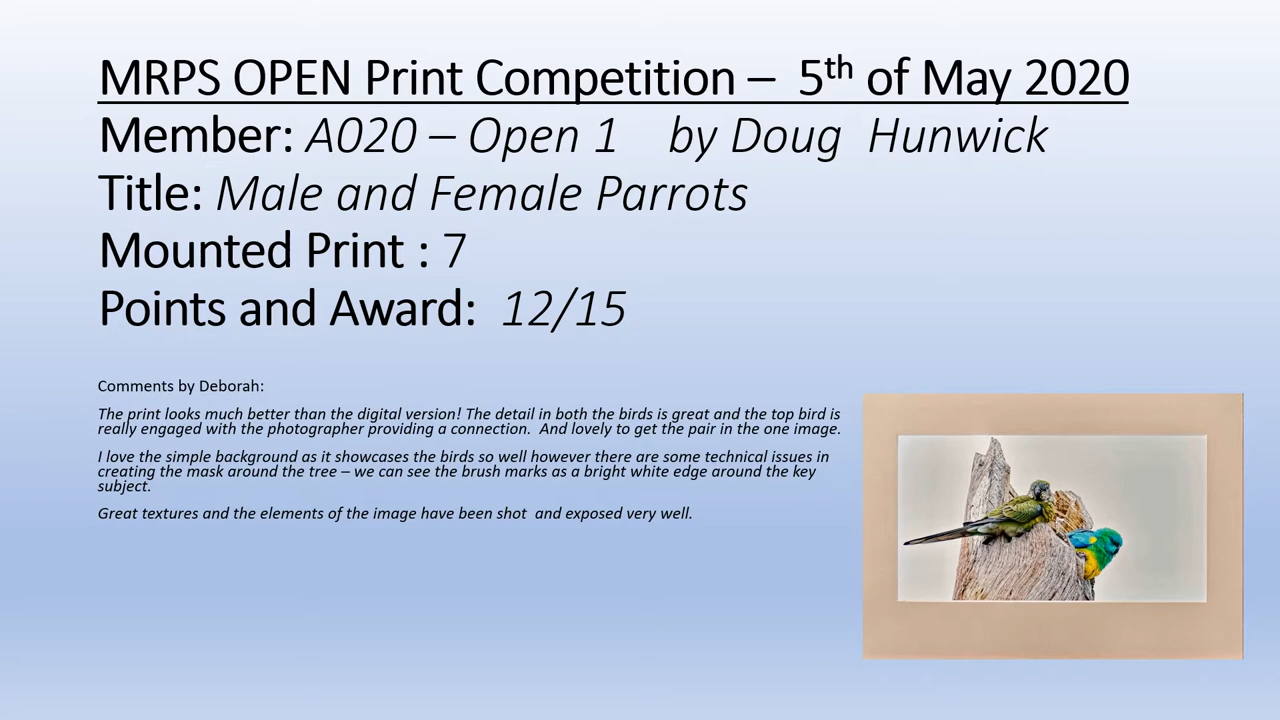 MRPS OPEN Print Competition – 5th of May 2020
Member: A020 – Open 1 by Doug Hunwick
Title: Male and Female Parrots
Mounted Print : 7
Points and Award: 12/15
Comments by Deborah:
The print looks much better than the digital version! The detail in both the birds is great and the top bird is
really engaged with the photographer providing a connection. And lovely to get the pair in the one image.
I love the simple background as it showcases the birds so well however there are some technical issues in
creating the mask around the tree – we can see the brush marks as a bright white edge around the key
subject.
Great textures and the elements of the image have been shot and exposed very well.